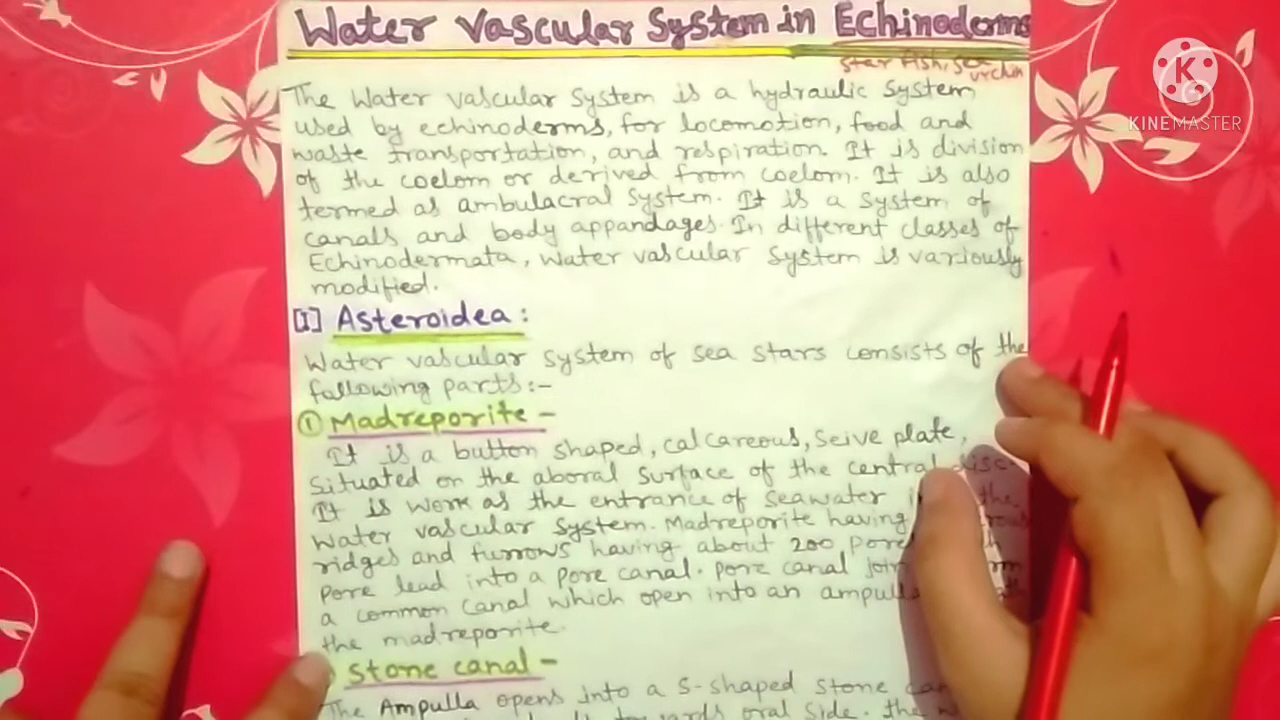 Water Vascular System in Echinoderms
Star fish, Sea
urchin
K
KINEMASTER
The Water vascular system is a hydraulic system
used by echinoderms, for locomotion, food and
waste transportation, and respiration. It is division
of the coelom or derived from coelom. It is also
termed as ambulacral system. It is a system of
canals and body appandages. In different classes of
Echinodermata, Water vascular system is variously
modified.
[I] Asteroidea:
Water vascular system of sea stars consists of the
following parts:-
① Madreporite -
It is a button shaped, calcareous, Seive plate,
situated on the aboral surface of the central disc.
It is work as the entrance of seawater the
Water vascular system. Madreporite having
ridges and furrows having about 200 pores
pore lead into a pore canal. pore canal join
a common canal which open into an ampulla
the madreporite
Stone canal -
The Ampulla opens into a S-shaped stone
towards oral side. the